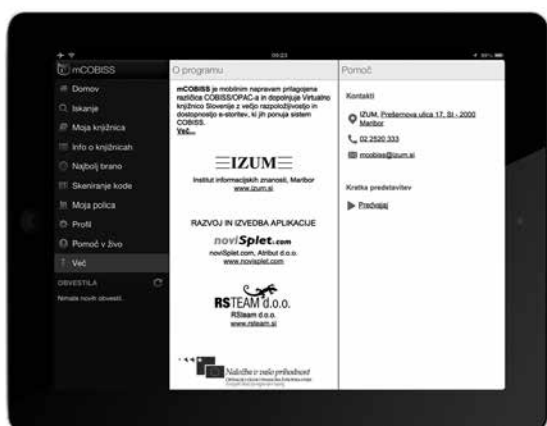 09:23
mCOBISS
Domov
Iskanje
Moja knjižnica
Info o knjižnicah
Najbolj brano
Skeniranje kode
Moja polica
Profil
Pomoč v živo
Več
OBVESTILA
Nimate novih obvestil.
O programu
mCOBISS je mobilnim napravam prilagojena
različica COBISS/OPAC-a in dopolnjuje Virtualno
knjižnico Slovenije z večjo razpoložljivostjo in
dostopnostjo e-storitev, ki jih ponuja sistem
COBISS.
Več...
IZUM
Institut informacijskih znanosti, Maribor
www.izum.si
RAZVOJ IN IZVEDBA APLIKACIJE
noviSplet.com
noviSplet.com, Atribut d.o.o.
www.novisplet.com
RSTEAM d.o.o.
RSteam d.o.o.
www.rsteam.si
Naložba v vašo prihodnost
Pomoč
Kontakti
IZUM, Prešernova ulica 17, SI - 2000
Maribor
02 2520 333
mcobiss@izum.si
Kratka predstavitev
Predvajaj